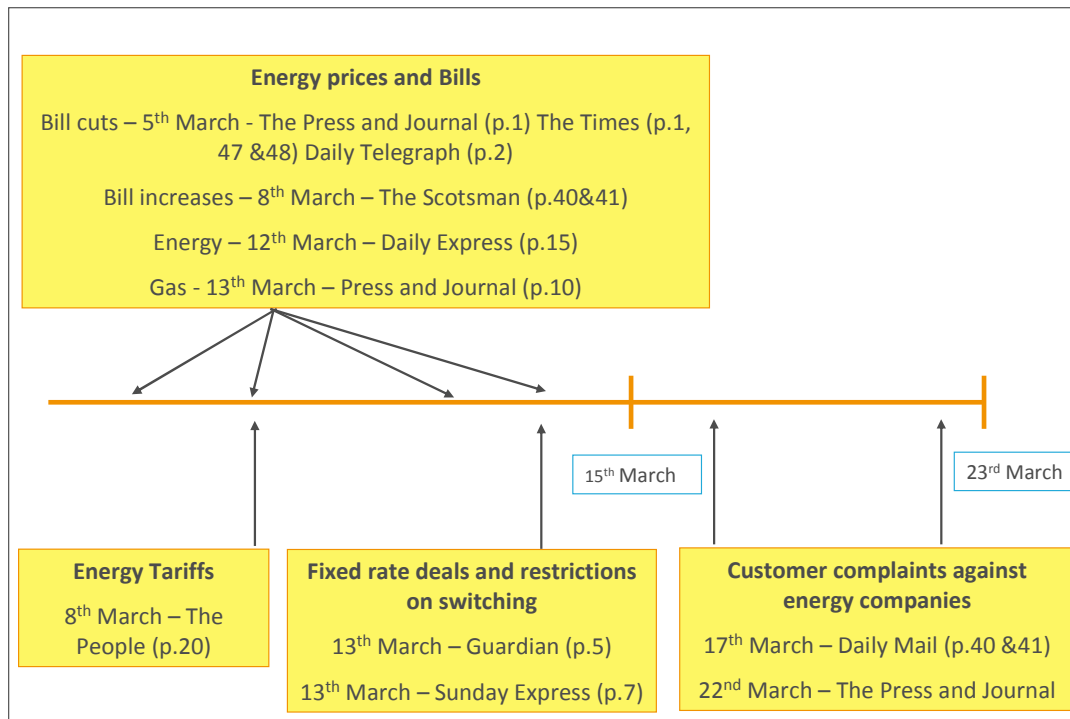 Energy prices and Bills
Bill cuts – 5th March - The Press and Journal (p.1) The Times (p.1,
47 &48) Daily Telegraph (p.2)
Bill increases – 8th March – The Scotsman (p.40&41)
Energy – 12th March – Daily Express (p.15)
Gas - 13th March – Press and Journal (p.10)
15th March
23rd March
Energy Tariffs
8th March – The
People (p.20)
Fixed rate deals and restrictions
on switching
13th March – Guardian (p.5)
13th March – Sunday Express (p.7)
Customer complaints against
energy companies
17th March – Daily Mail (p.40 &41)
22nd March – The Press and Journal